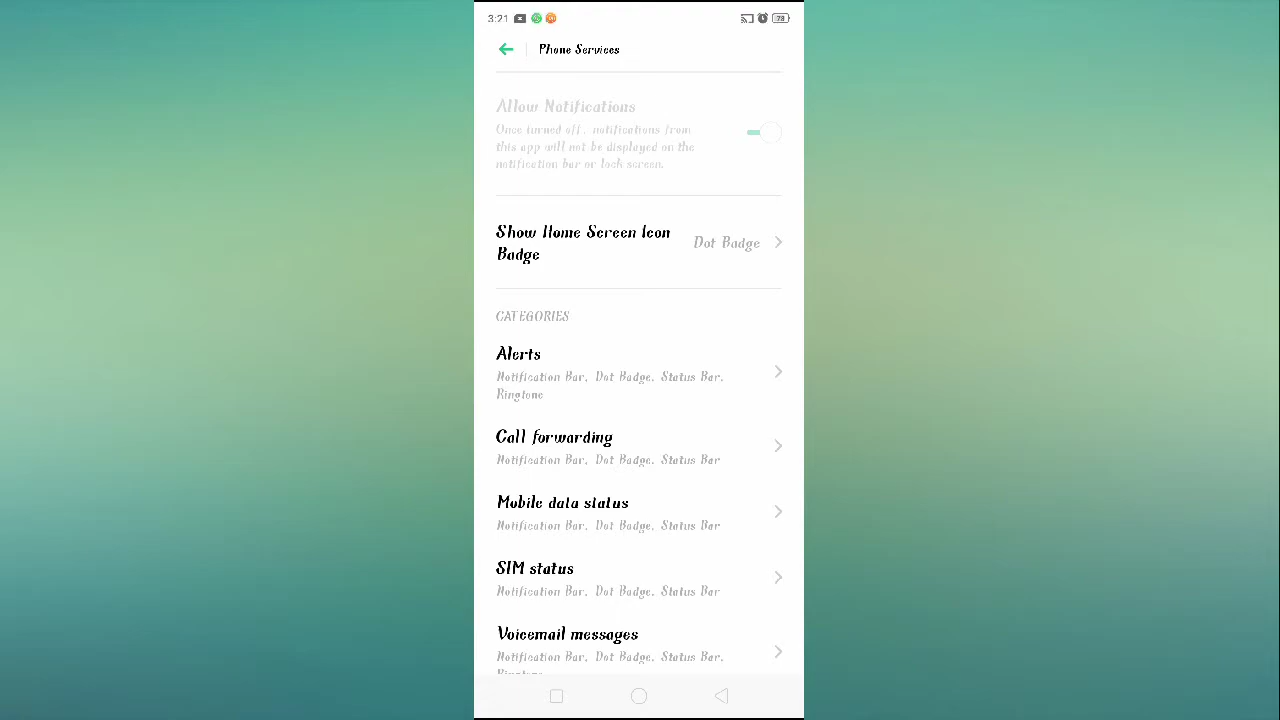 3:21
78
Phone Services
Allow Notifications
Once turned off, notifications from
this app will not be displayed on the
notification bar or lock screen.
Show Home Screen Icon
Badge
Dot Badge
CATEGORIES
Alerts
Notification Bar, Dot Badge, Status Bar,
Ringtone
Call forwarding
Notification Bar, Dot Badge, Status Bar
Mobile data status
Notification Bar, Dot Badge, Status Bar
SIM status
Notification Bar, Dot Badge, Status Bar
Voicemail messages
Notification Bar, Dot Badge, Status Bar,
Ringtone